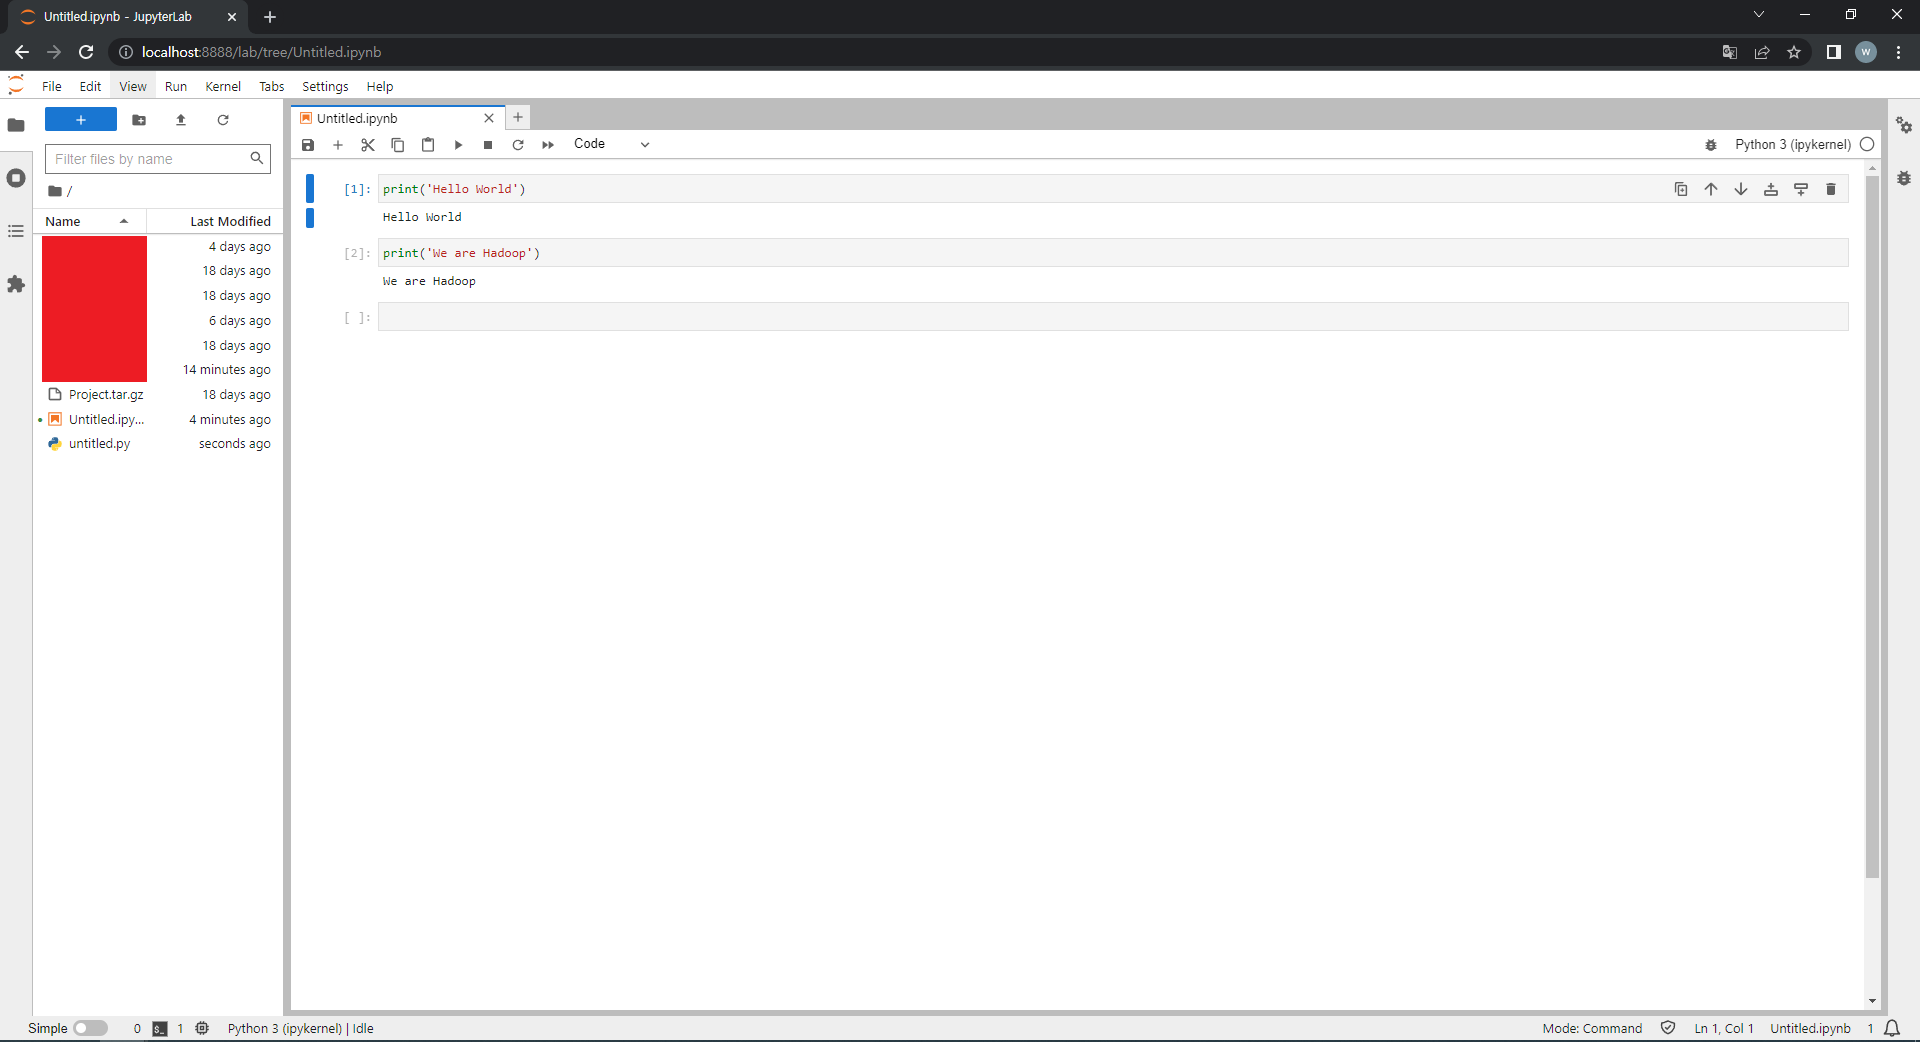 Untitled.ipynb - JupyterLab
localhost:8888/lab/tree/Untitled.ipynb
W
File Edit View Run Kernel Tabs Settings Help
Untitled.ipynb
Code
Python 3 (ipykernel)
Filter files by name
/
Name Last Modified
4 days ago
18 days ago
18 days ago
6 days ago
18 days ago
14 minutes ago
Project.tar.gz 18 days ago
Untitled.ipy... 4 minutes ago
untitled.py seconds ago
[1]: print('Hello World')
Hello World
[2]: print('We are Hadoop')
We are Hadoop
[ ]:
Simple 0 $_ 1 Python 3 (ipykernel) | Idle Mode: Command Ln 1, Col 1 Untitled.ipynb 1